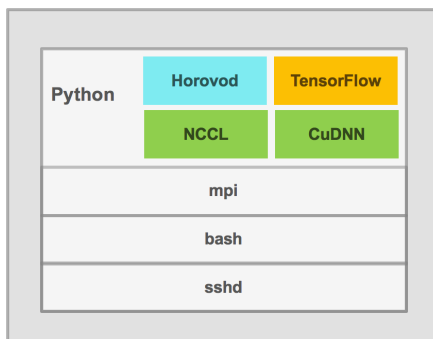 Python
Horovod
TensorFlow
NCCL
CuDNN
mpi
bash
sshd